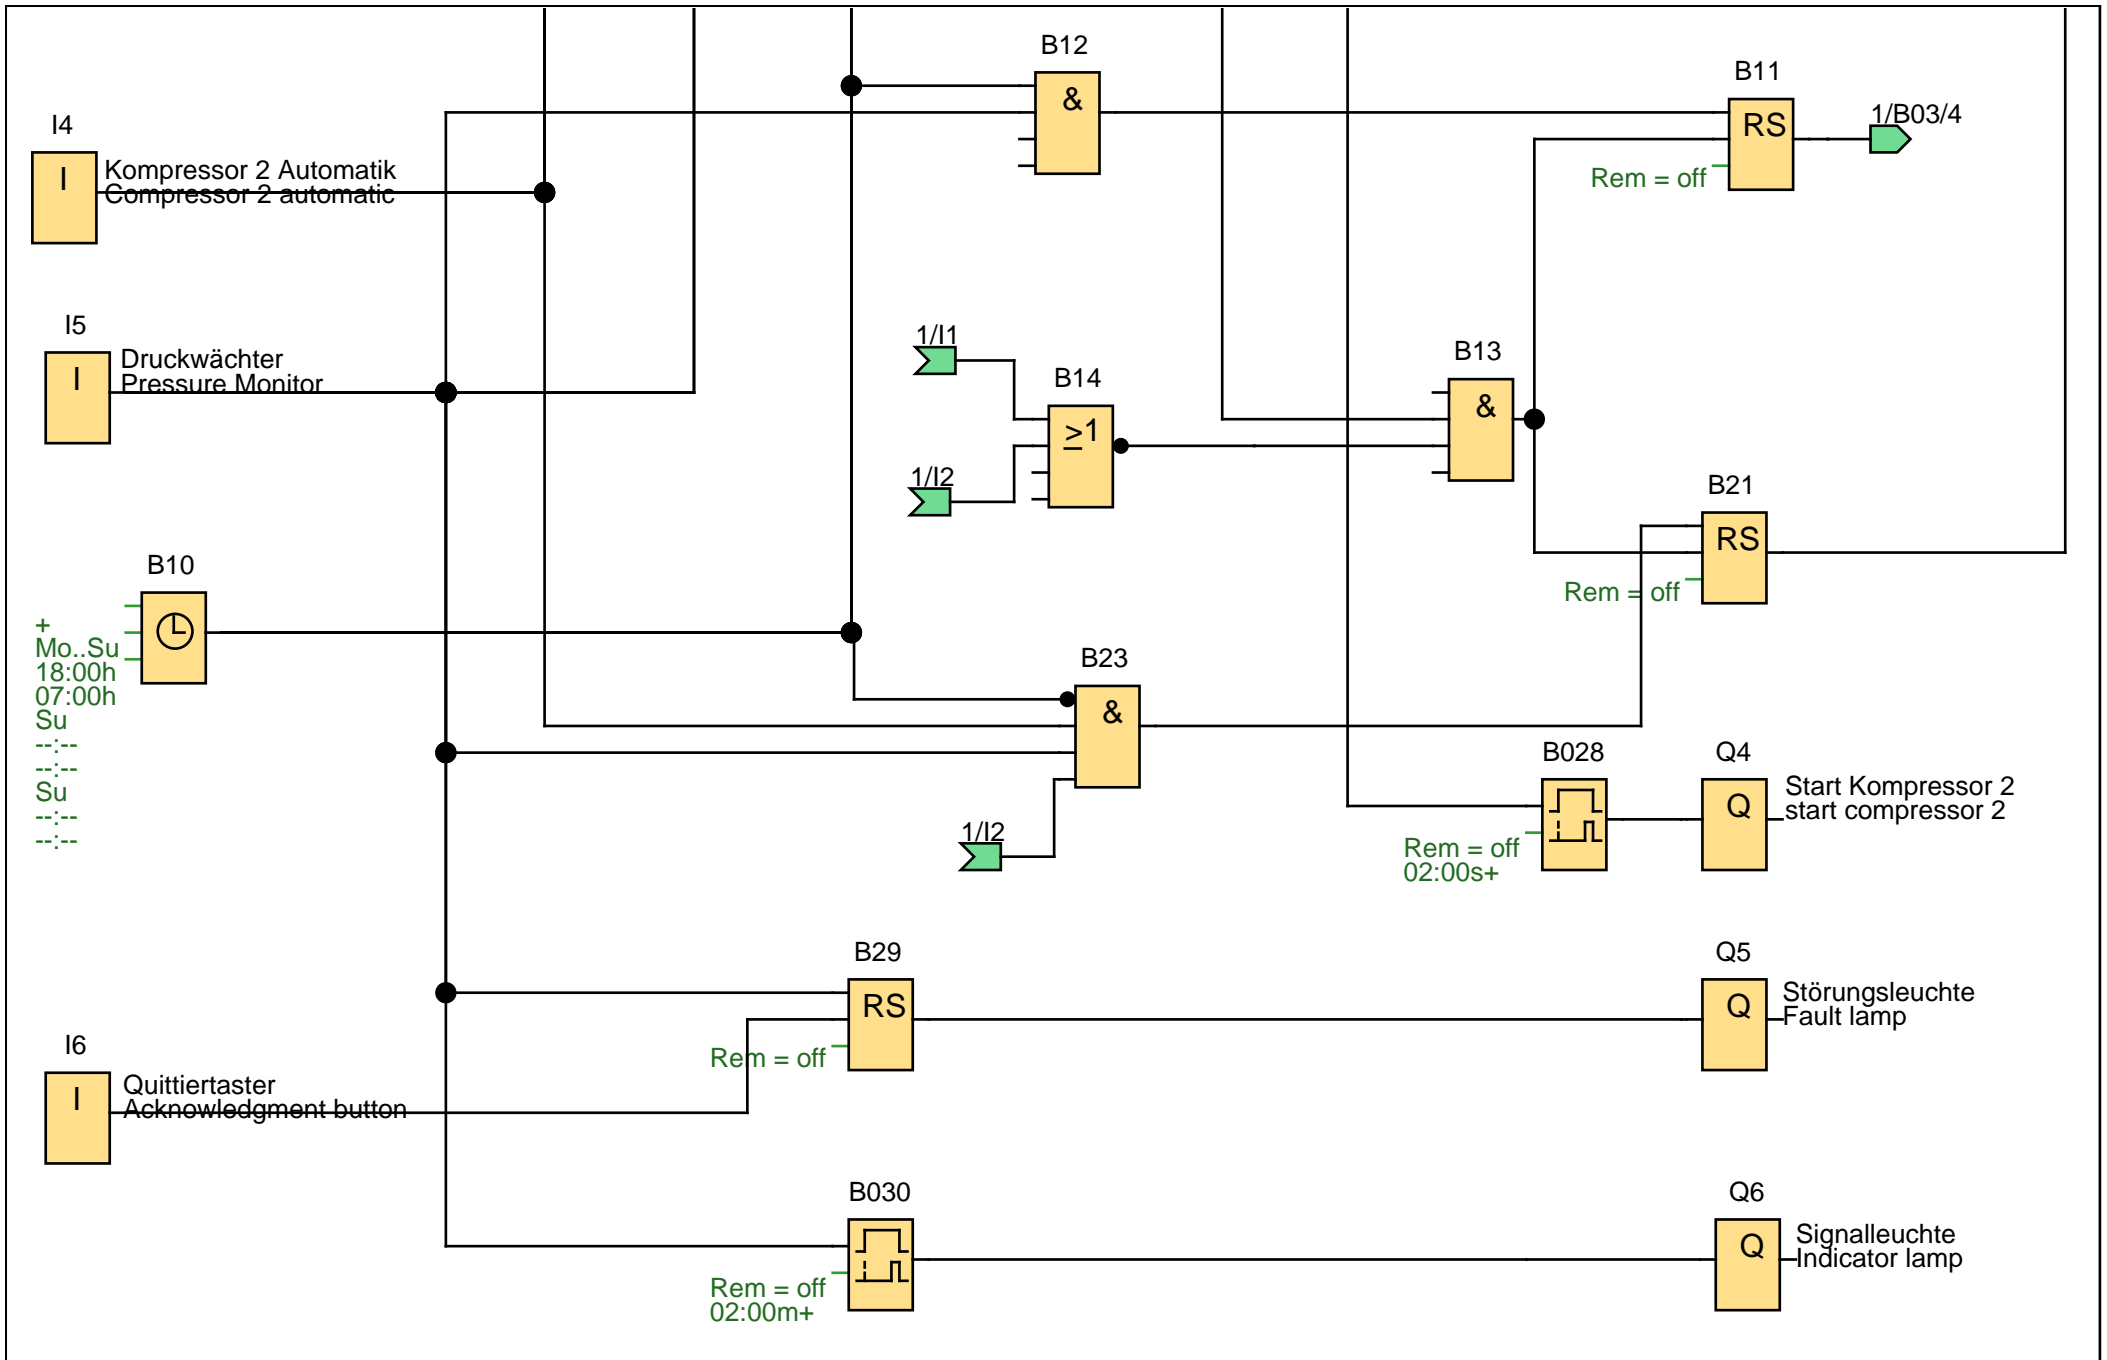 B12
&
B11
RS
1/B03/4
Rem = off
I4
I
Kompressor 2 Automatik
Compressor 2 automatic
I5
I
Druckwächter
Pressure Monitor
1/I1
B14
≥1
1/I2
B13
&
B21
RS
Rem = off
B10
+
Mo..Su
18:00h
07:00h
Su
--:--
--:--
Su
--:--
--:--
B23
&
1/I2
B028
Rem = off
02:00s+
Q4
Q
Start Kompressor 2
start compressor 2
B29
RS
Rem = off
Q5
Q
Störungsleuchte
Fault lamp
I6
I
Quittiertaster
Acknowledgment button
B030
Rem = off
02:00m+
Q6
Q
Signalleuchte
Indicator lamp